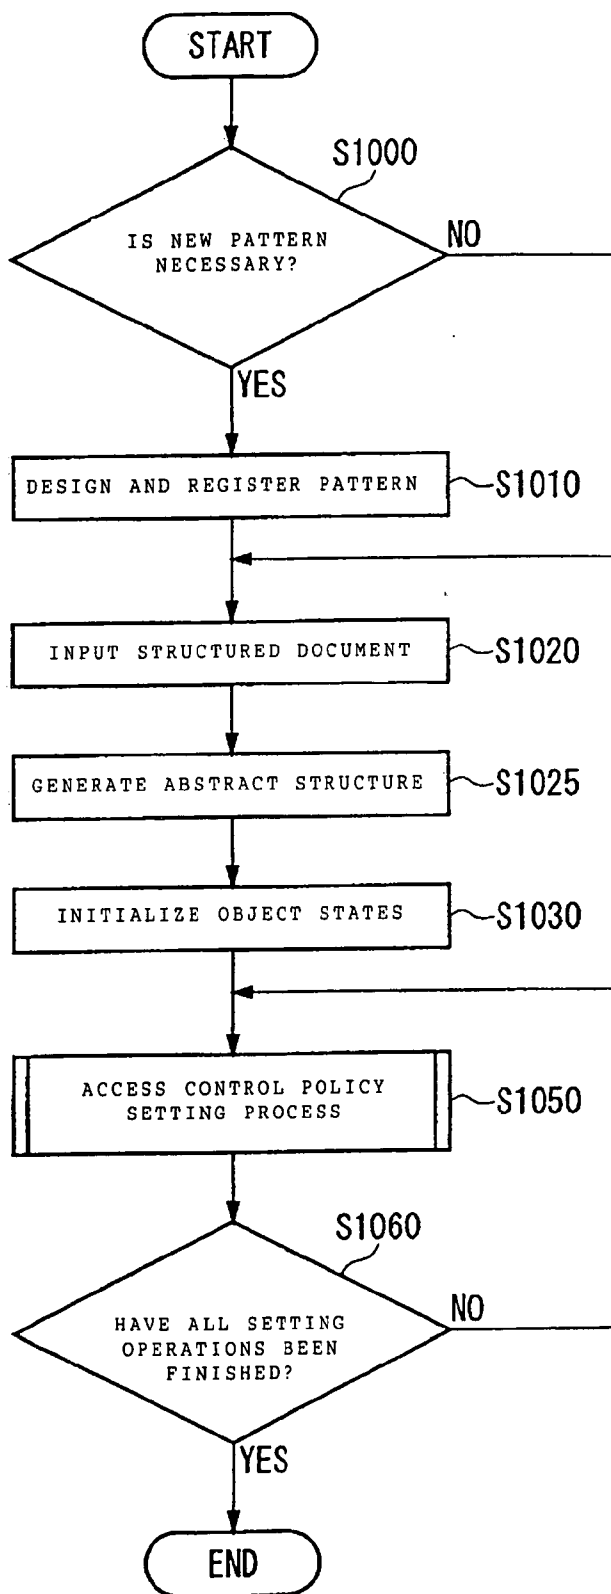 START
S1000
IS NEW PATTERN
NECESSARY?
NO
YES
DESIGN AND REGISTER PATTERN
S1010
INPUT STRUCTURED DOCUMENT
S1020
GENERATE ABSTRACT STRUCTURE
S1025
INITIALIZE OBJECT STATES
S1030
ACCESS CONTROL POLICY
SETTING PROCESS
S1050
S1060
HAVE ALL SETTING
OPERATIONS BEEN
FINISHED?
NO
YES
END